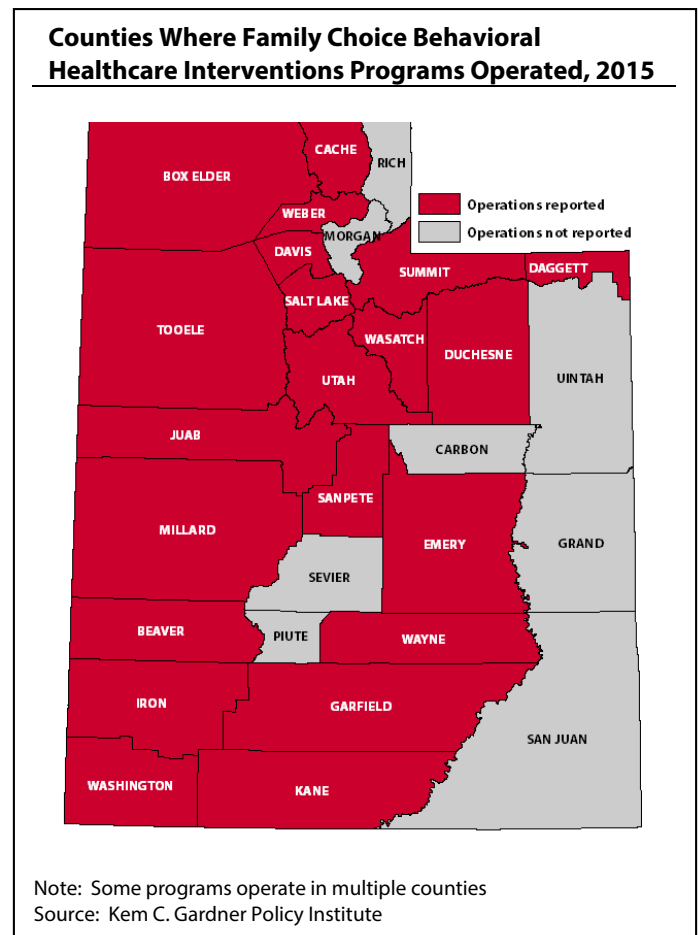 Counties Where Family Choice Behavioral
Healthcare Interventions Programs Operated, 2015
CACHE
RICH
BOX ELDER
Operations reported
WEBER
Operations not reported
MORGAN
DAVIS
SUMMIT
DAGGETT
SALT LAKE
TOOELE
WASATCH
DUCHESNE
UTAH
UINTAH
JUAB
CARBON
SANPETE
MILLARD
EMERY
GRAND
SEVIER
BEAVER
PIUTE
WAYNE
IRON
GARFIELD
SAN JUAN
WASHINGTON
KANE
Note:  Some programs operate in multiple counties
Source:  Kem C. Gardner Policy Institute